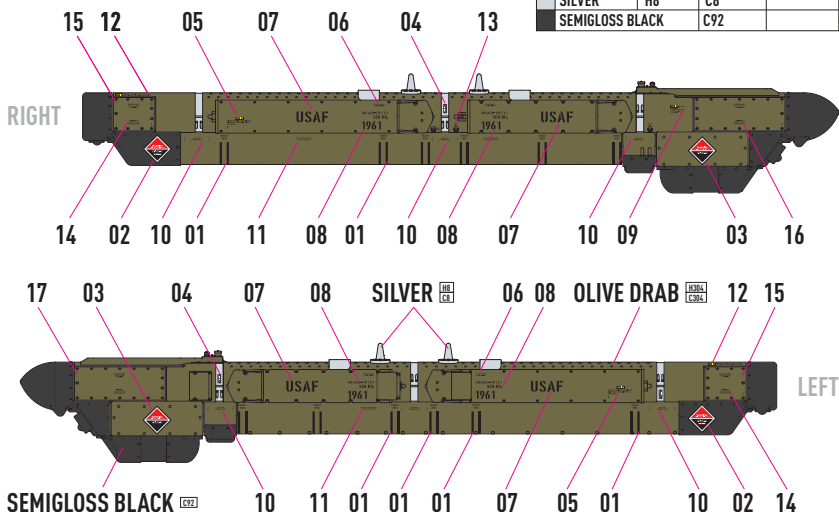 SILVER H8 C8
SEMIGLOSS BLACK C92
15 12 05 07 06 04 13
RIGHT
USAF
1961
1961
USAF
14 02 10 01 11 08 01 10 08 07 10 09 03 16
17 03 04 07 08 SILVER H8 C8 06 08 OLIVE DRAB H304 C304 12 15
LEFT
USAF
1961
1961
USAF
SEMIGLOSS BLACK C92 10 11 01 01 01 07 05 01 10 02 14